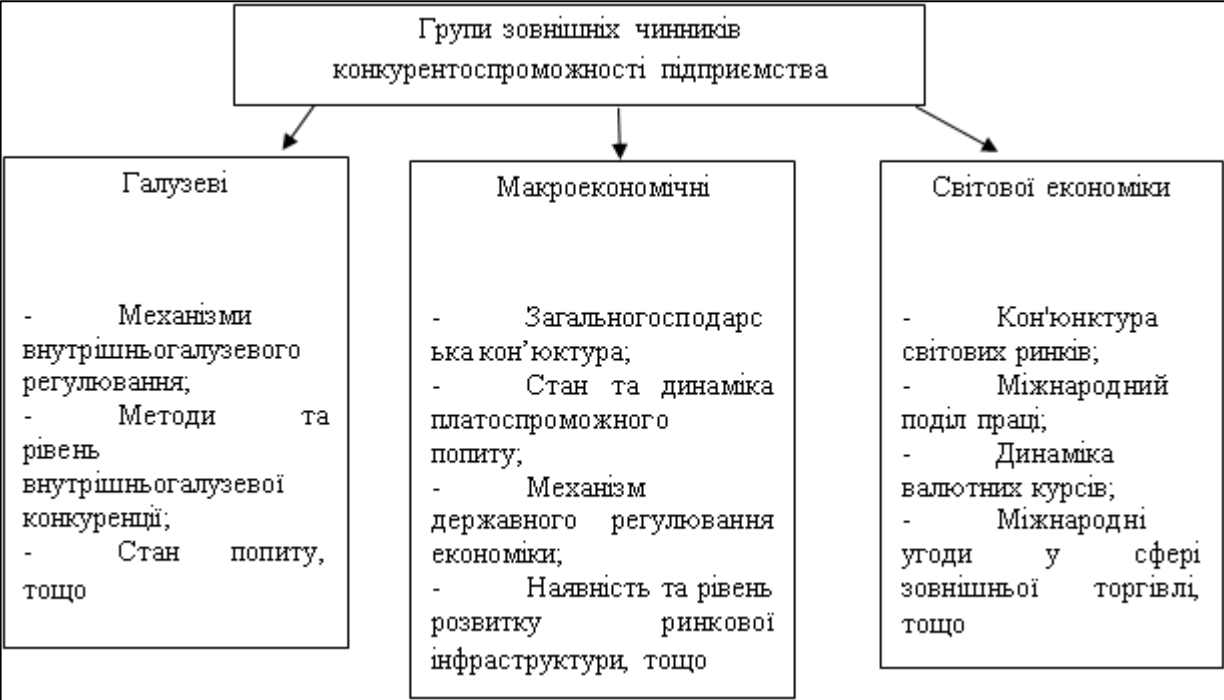 Групи зовнішніх чинників
конкурентоспроможності підприємства
Галузеві
- Механізми
внутрішньогалузевого
регулювання;
- Методи та
рівень
внутрішньогалузевої
конкуренції;
- Стан попиту,
тощо
Макроекономічні
- Загальногосподарс
ька кон’юктура;
- Стан та динаміка
платоспроможного
попиту;
- Механізм
державного регулювання
економіки;
- Наявність та рівень
розвитку ринкової
інфраструктури, тощо
Світової економіки
- Кон'юнктура
світових ринків;
- Міжнародний
поділ праці;
- Динаміка
валютних курсів;
- Міжнародні
угоди у сфері
зовнішньої торгівлі,
тощо